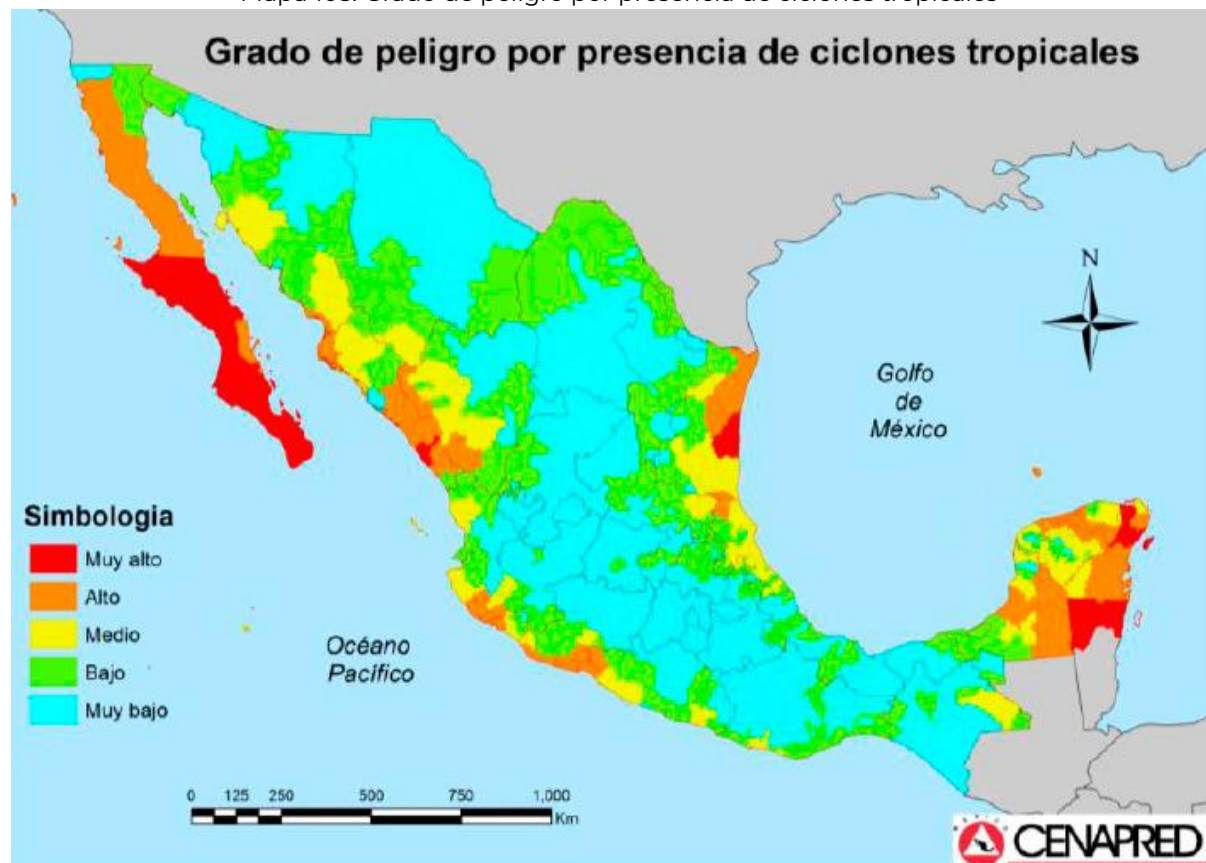 Grado de peligro por presencia de ciclones tropicales
N
Golfo
de
México
Simbologia
Muy alto
Alto
Medio
Bajo
Muy bajo
Océano
Pacífico
0 125 250 500 750 1,000
Km
CENAPRED